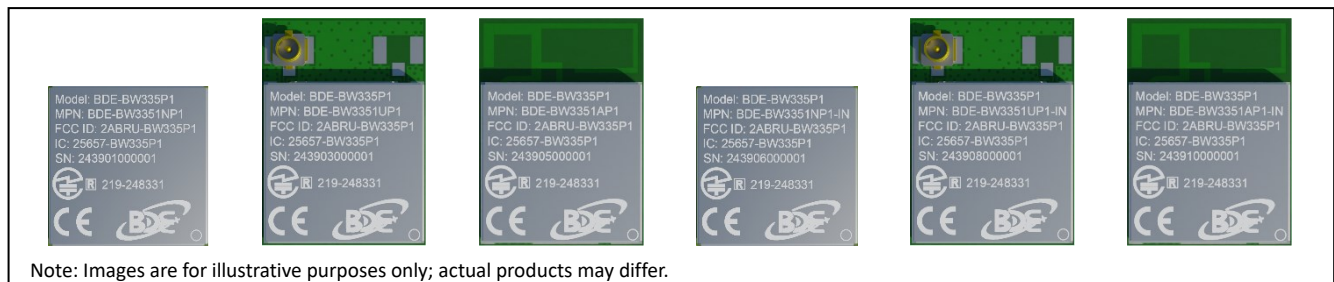 Model: BDE-BW335P1
MPN: BDE-BW3351NP1
FCC ID: 2ABRU-BW335P1
IC: 25657-BW335P1
SN: 243901000001
R 219-248331
CE BDE
Model: BDE-BW335P1
MPN: BDE-BW3351UP1
FCC ID: 2ABRU-BW335P1
IC: 25657-BW335P1
SN: 243903000001
R 219-248331
CE BDE
Model: BDE-BW335P1
MPN: BDE-BW3351AP1
FCC ID: 2ABRU-BW335P1
IC: 25657-BW335P1
SN: 243905000001
R 219-248331
CE BDE
Model: BDE-BW335P1
MPN: BDE-BW3351NP1-IN
FCC ID: 2ABRU-BW335P1
IC: 25657-BW335P1
SN: 243906000001
R 219-248331
CE BDE
Model: BDE-BW335P1
MPN: BDE-BW3351UP1-IN
FCC ID: 2ABRU-BW335P1
IC: 25657-BW335P1
SN: 243908000001
R 219-248331
CE BDE
Model: BDE-BW335P1
MPN: BDE-BW3351AP1-IN
FCC ID: 2ABRU-BW335P1
IC: 25657-BW335P1
SN: 243910000001
R 219-248331
CE BDE
Note: Images are for illustrative purposes only; actual products may differ.